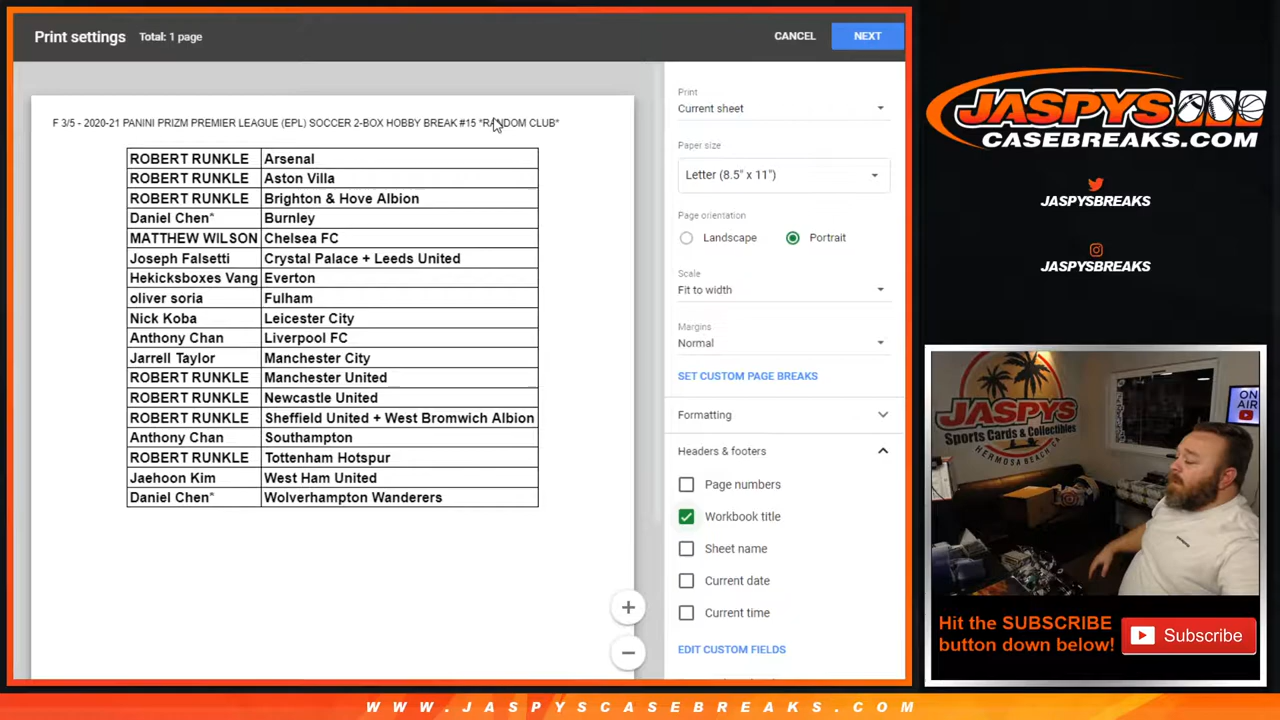 Print settings Total: 1 page
CANCEL NEXT
F 3/5 - 2020-21 PANINI PRIZM PREMIER LEAGUE (EPL) SOCCER 2-BOX HOBBY BREAK #15 *RANDOM CLUB*
ROBERT RUNKLE Arsenal
ROBERT RUNKLE Aston Villa
ROBERT RUNKLE Brighton & Hove Albion
Daniel Chen* Burnley
MATTHEW WILSON Chelsea FC
Joseph Falsetti Crystal Palace + Leeds United
Hekicksboxes Vang Everton
oliver soria Fulham
Nick Koba Leicester City
Anthony Chan Liverpool FC
Jarrell Taylor Manchester City
ROBERT RUNKLE Manchester United
ROBERT RUNKLE Newcastle United
ROBERT RUNKLE Sheffield United + West Bromwich Albion
Anthony Chan Southampton
ROBERT RUNKLE Tottenham Hotspur
Jaehoon Kim West Ham United
Daniel Chen* Wolverhampton Wanderers
Print
Current sheet
Paper size
Letter (8.5" x 11")
Page orientation
Landscape Portrait
Scale
Fit to width
Margins
Normal
SET CUSTOM PAGE BREAKS
Formatting
Headers & footers
Page numbers
Workbook title
Sheet name
Current date
Current time
EDIT CUSTOM FIELDS
JASPYS
CASEBREAKS.COM
JASPYSBREAKS
JASPYSBREAKS
JASPYS
Sports Cards & Collectibles
HERMOSA BEACH CA
ON
AIR
Hit the SUBSCRIBE
button down below!
Subscribe
WWW.JASPYSCASEBREAKS.COM